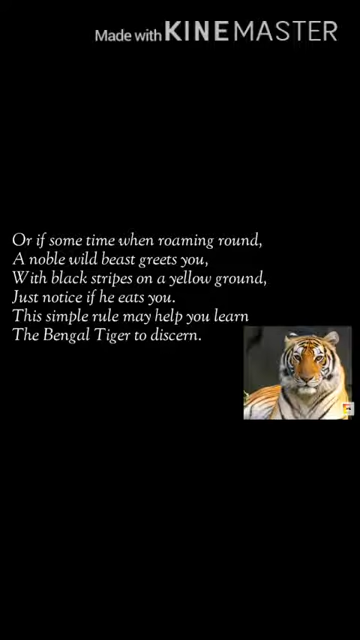 Made with KINEMASTER
Or if some time when roaming round,
A noble wild beast greets you,
With black stripes on a yellow ground,
Just notice if he eats you.
This simple rule may help you learn
The Bengal Tiger to discern.